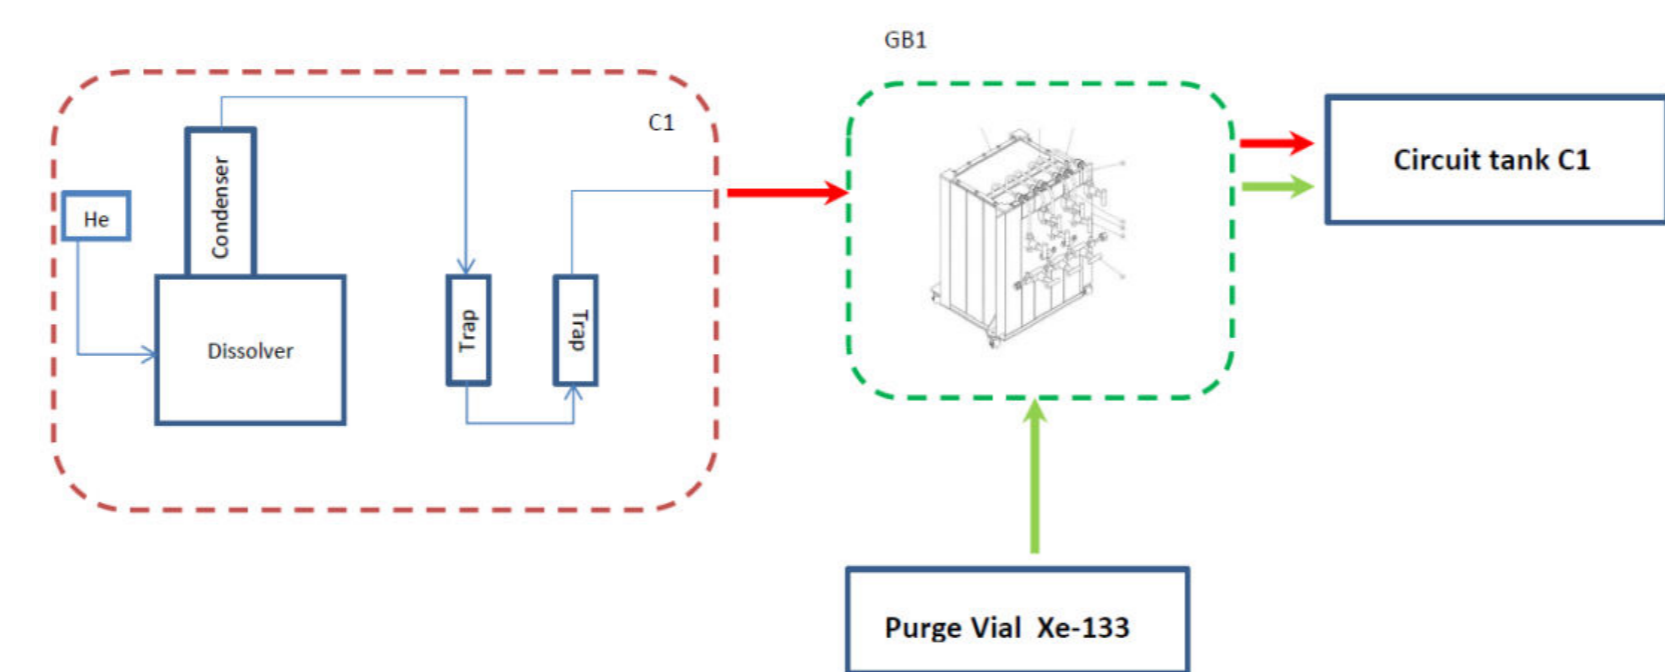 GB1
C1
Circuit tank C1
Condenser
He
Trap
Trap
Dissolver
Purge Vial Xe-133